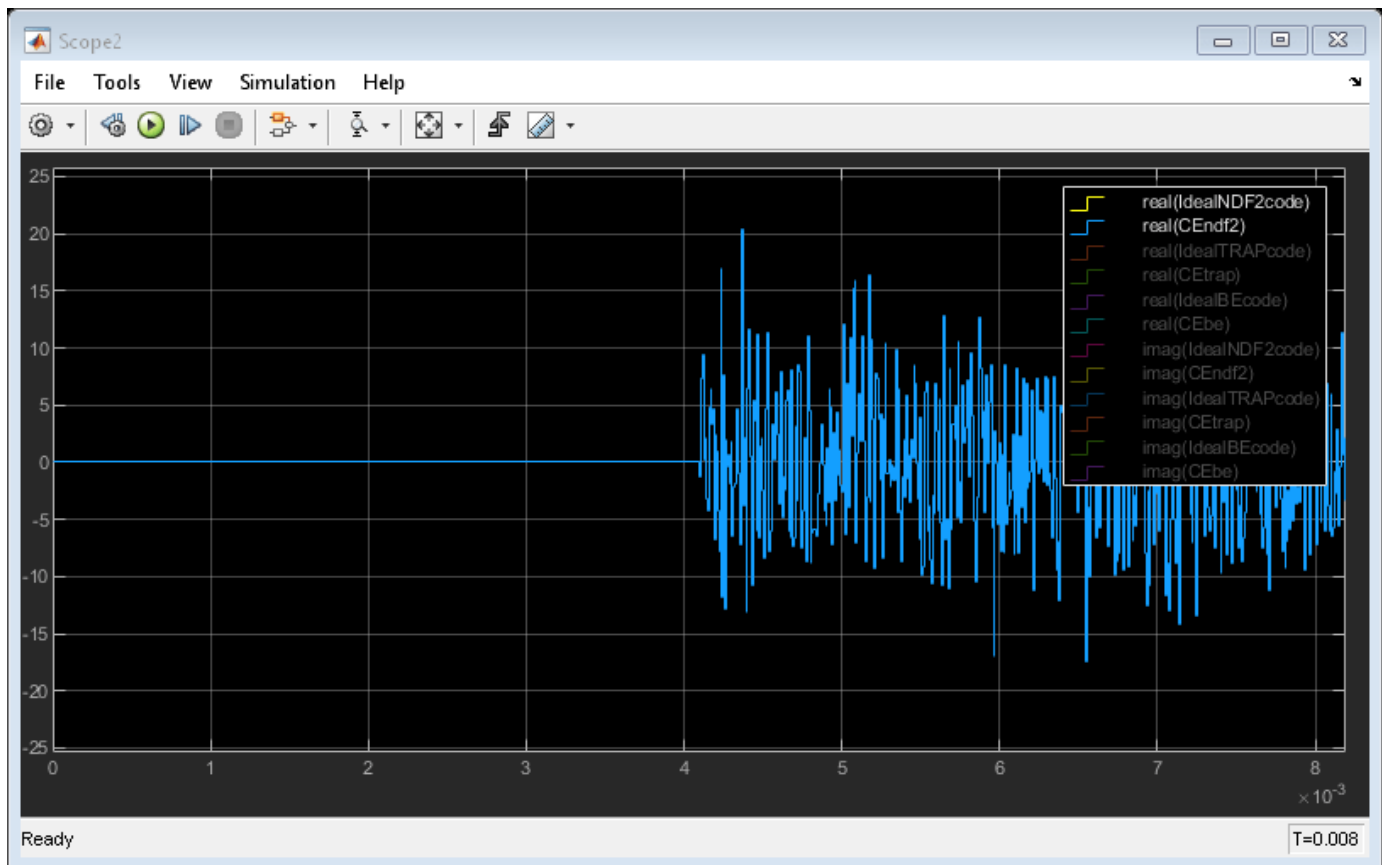 Scope2
File Tools View Simulation Help
25
20
15
10
5
0
-5
-10
-15
-20
-25
real(IdealNDF2code)
real(CEndf2)
real(IdealTRAPcode)
real(CEtrap)
real(IdealBEcode)
real(CEbe)
imag(IdealNDF2code)
imag(CEndf2)
imag(IdealTRAPcode)
imag(CEtrap)
imag(IdealBEcode)
imag(CEbe)
0 1 2 3 4 5 6 7 8
×10-3
Ready T=0.008